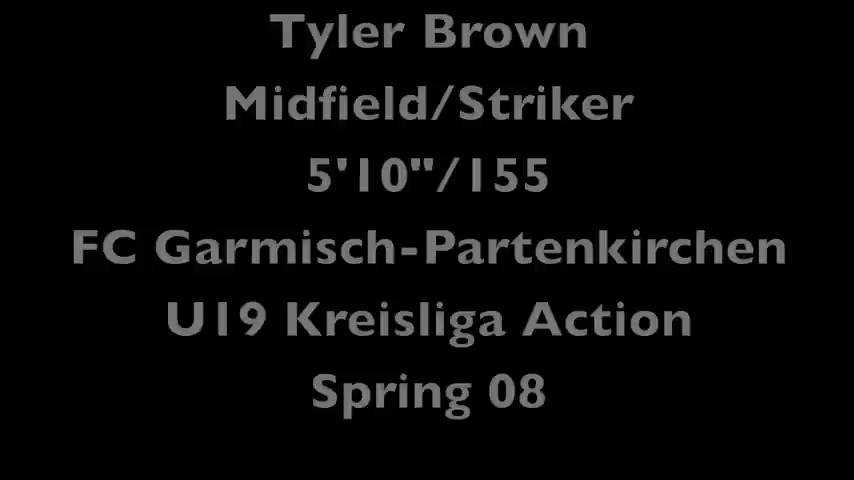 Tyler Brown
Midfield/Striker
5'10"/155
FC Garmisch-Partenkirchen
U19 Kreisliga Action
Spring 08